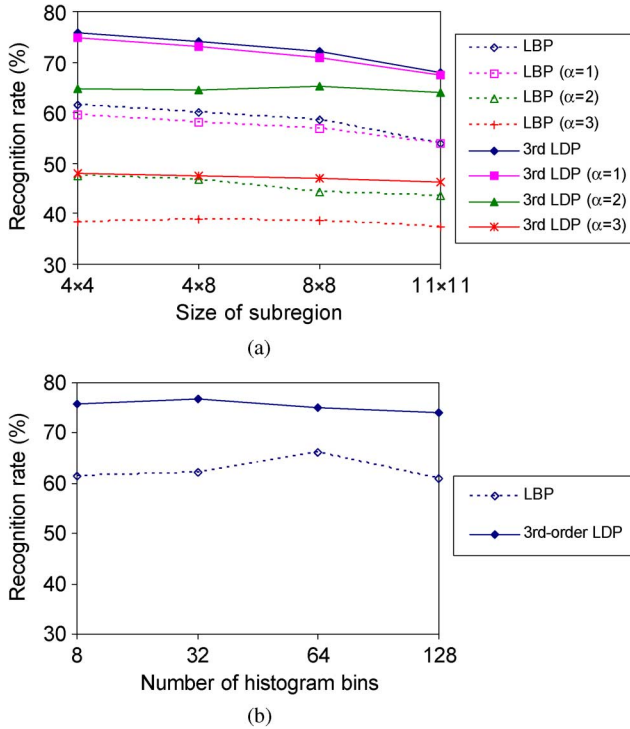 Recognition rate (%)
80
70
60
50
40
30
4×4
4×8
8×8
11×11
Size of subregion
LBP
LBP (α=1)
LBP (α=2)
LBP (α=3)
3rd LDP
3rd LDP (α=1)
3rd LDP (α=2)
3rd LDP (α=3)
(a)
Recognition rate (%)
80
70
60
50
40
30
8
32
64
128
Number of histogram bins
LBP
3rd-order LDP
(b)